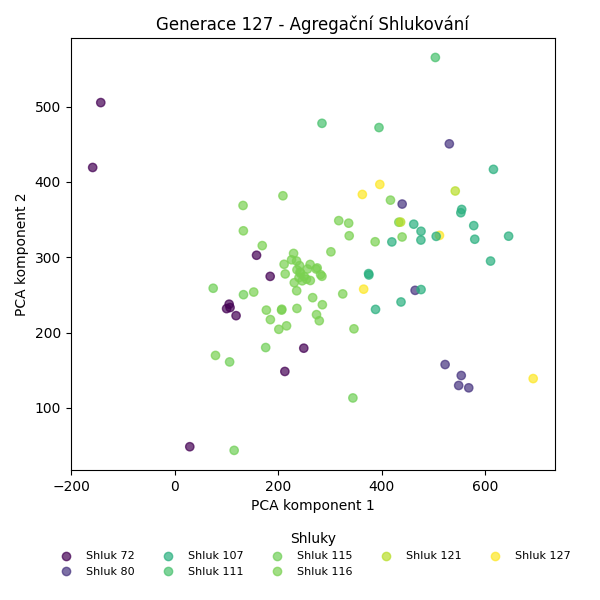 Generace 127 - Agregační Shlukování
PCA komponent 2
500
400
300
200
100
−200
0
200
400
600
PCA komponent 1
Shluky
Shluk 72
Shluk 107
Shluk 115
Shluk 121
Shluk 127
Shluk 80
Shluk 111
Shluk 116